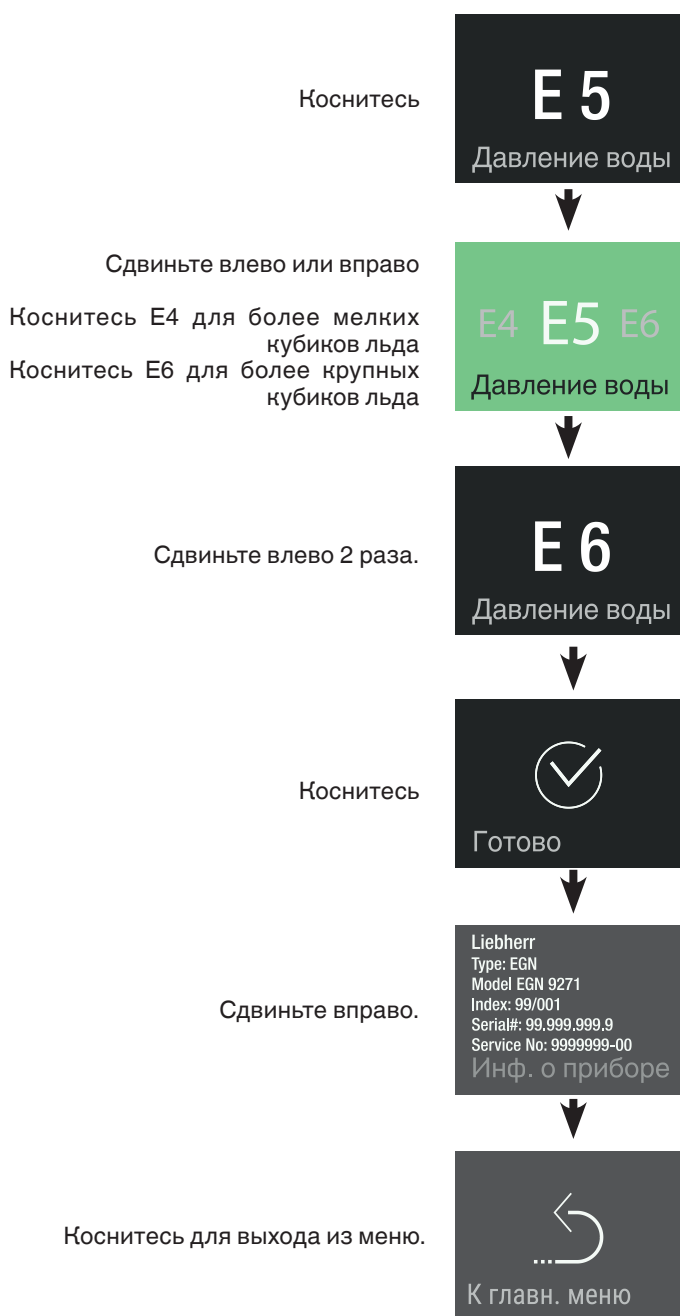 Коснитесь
E 5
Давление воды
Сдвиньте влево или вправо
Коснитесь E4 для более мелких
кубиков льда
Коснитесь E6 для более крупных
кубиков льда
E4 E5 E6
Давление воды
Сдвиньте влево 2 раза.
E 6
Давление воды
Коснитесь
Готово
Сдвиньте вправо.
Liebherr
Type: EGN
Model EGN 9271
Index: 99/001
Serial#: 99.999.999.9
Service No: 9999999-00
Инф. о приборе
Коснитесь для выхода из меню.
К главн. меню